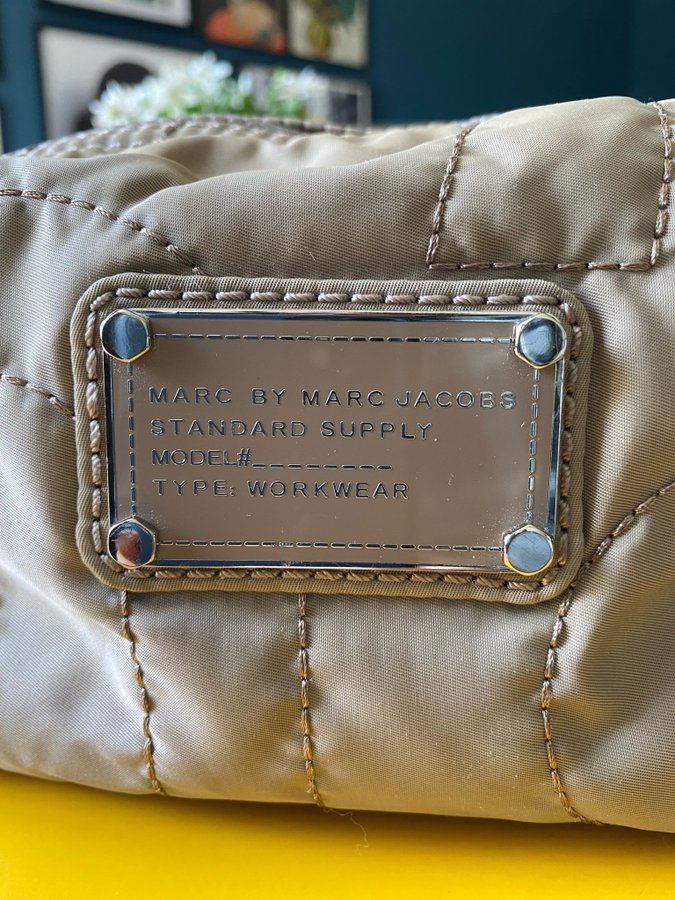 MARC BY MARC JACOBS
STANDARD SUPPLY
MODEL#________
TYPE: WORKWEAR